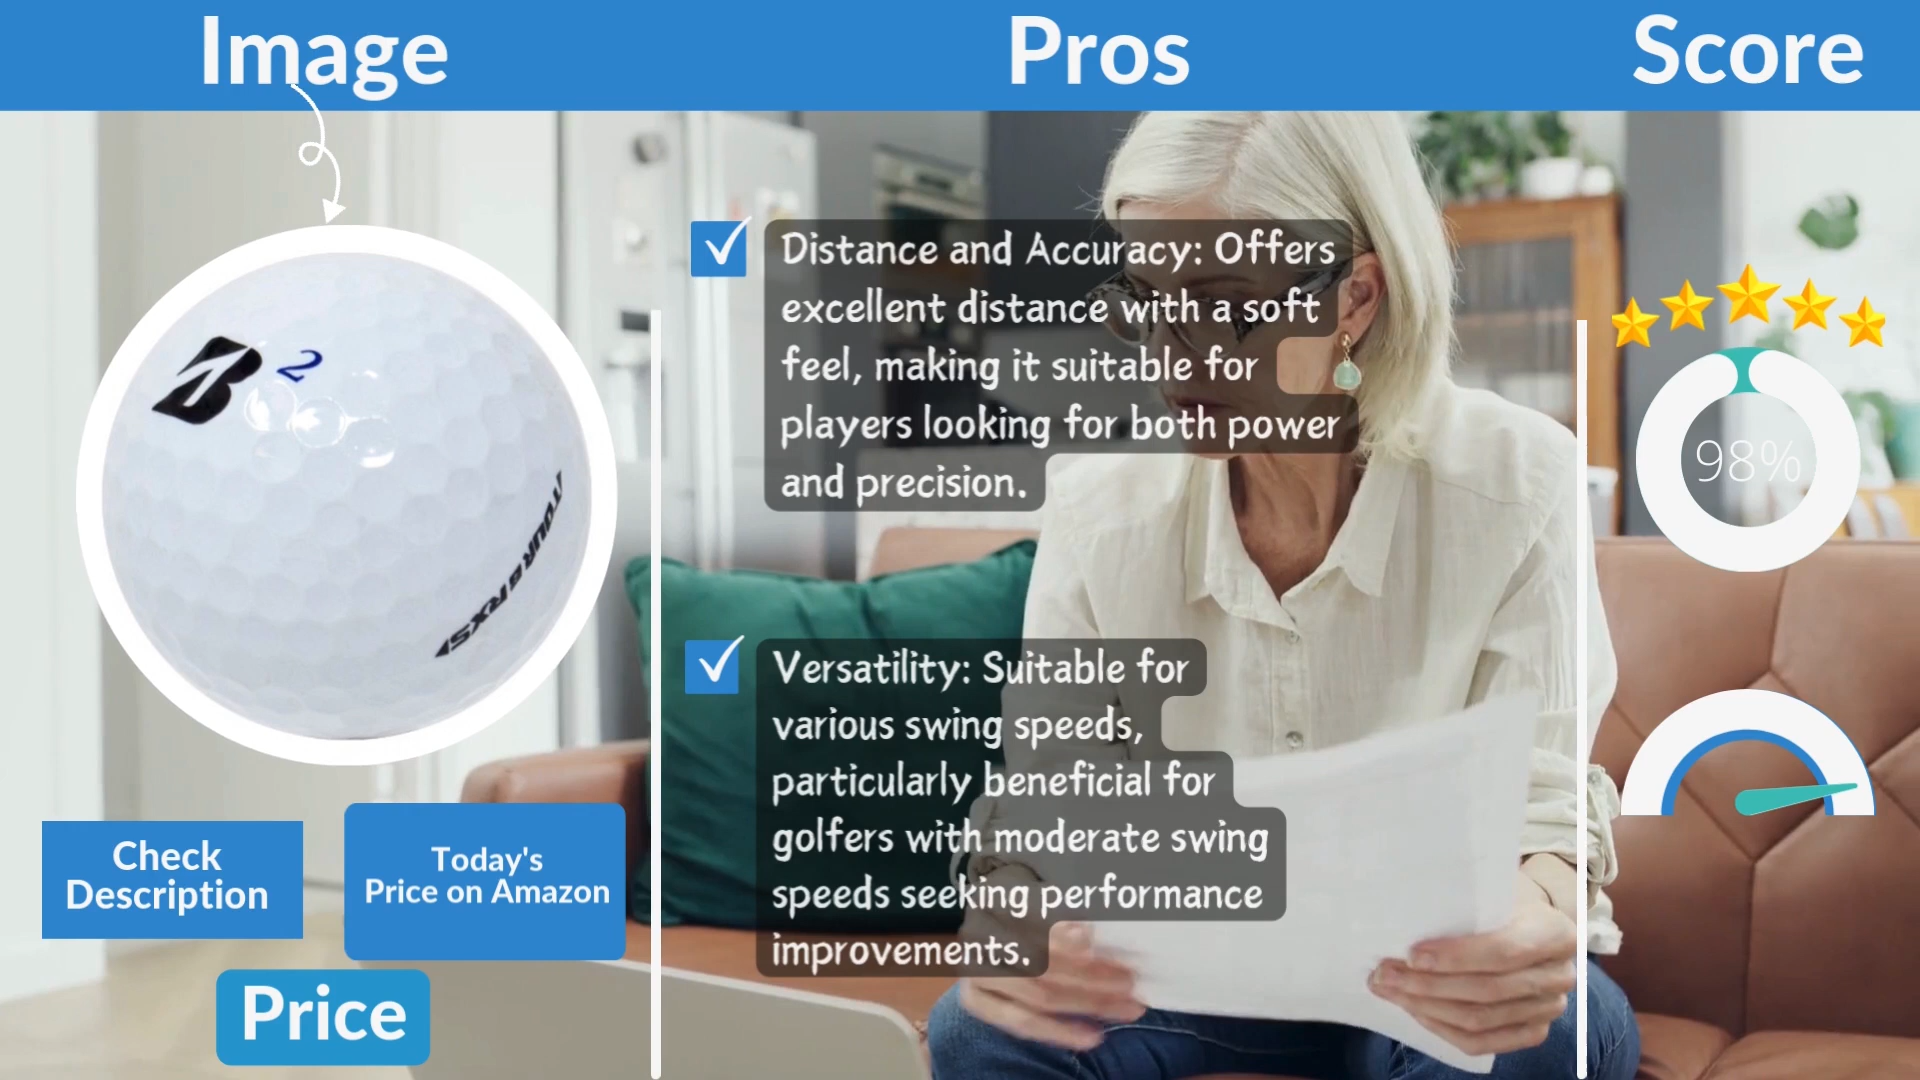 Image
Pros
Score
2
TOUR B RXS
Distance and Accuracy: Offers
excellent distance with a soft
feel, making it suitable for
players looking for both power
and precision.
98%
Versatility: Suitable for
various swing speeds,
particularly beneficial for
golfers with moderate swing
speeds seeking performance
improvements.
Check
Description
Today's
Price on Amazon
Price